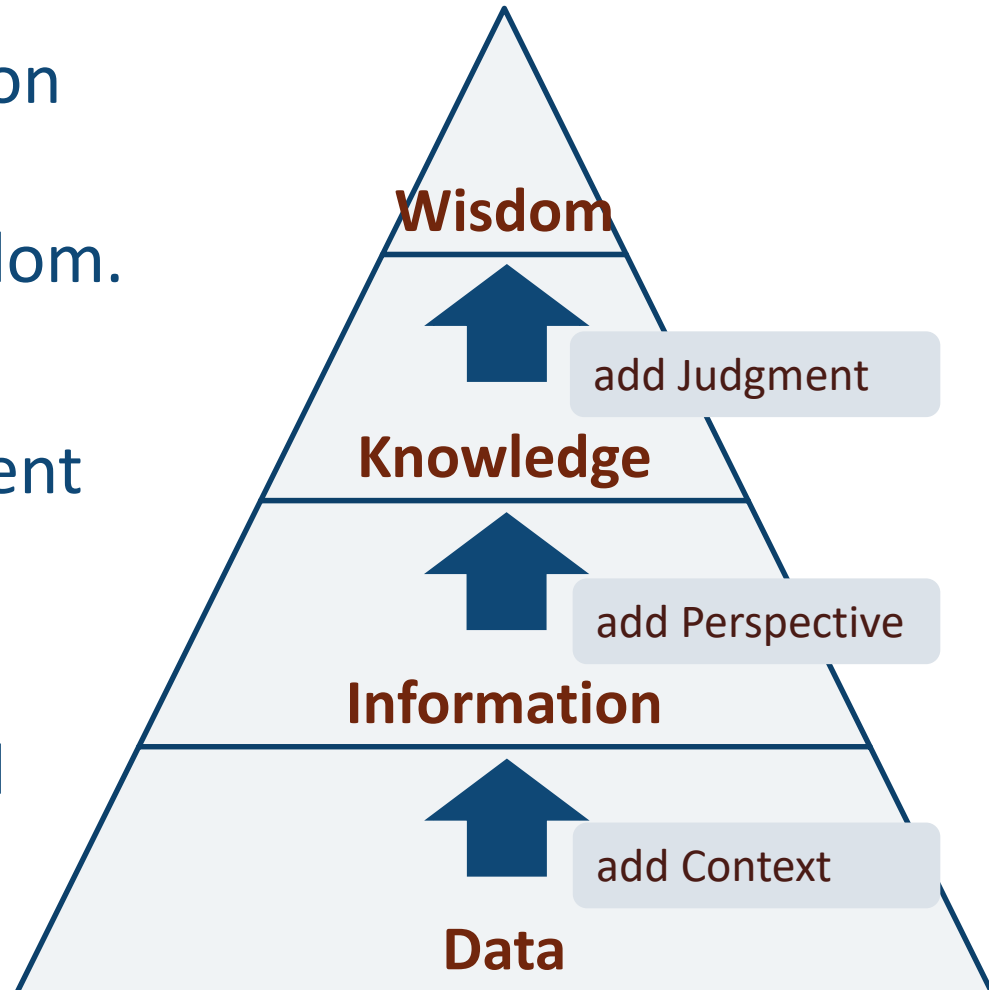 on
dom.
ent
Wisdom
add Judgment
Knowledge
add Perspective
Information
add Context
Data